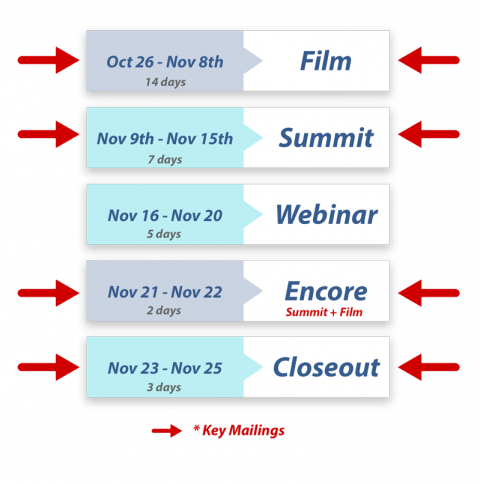 Oct 26 - Nov 8th
14 days
Film
Nov 9th - Nov 15th
7 days
Summit
Nov 16 - Nov 20
5 days
Webinar
Nov 21 - Nov 22
2 days
Encore
Summit + Film
Nov 23 - Nov 25
3 days
Closeout
* Key Mailings